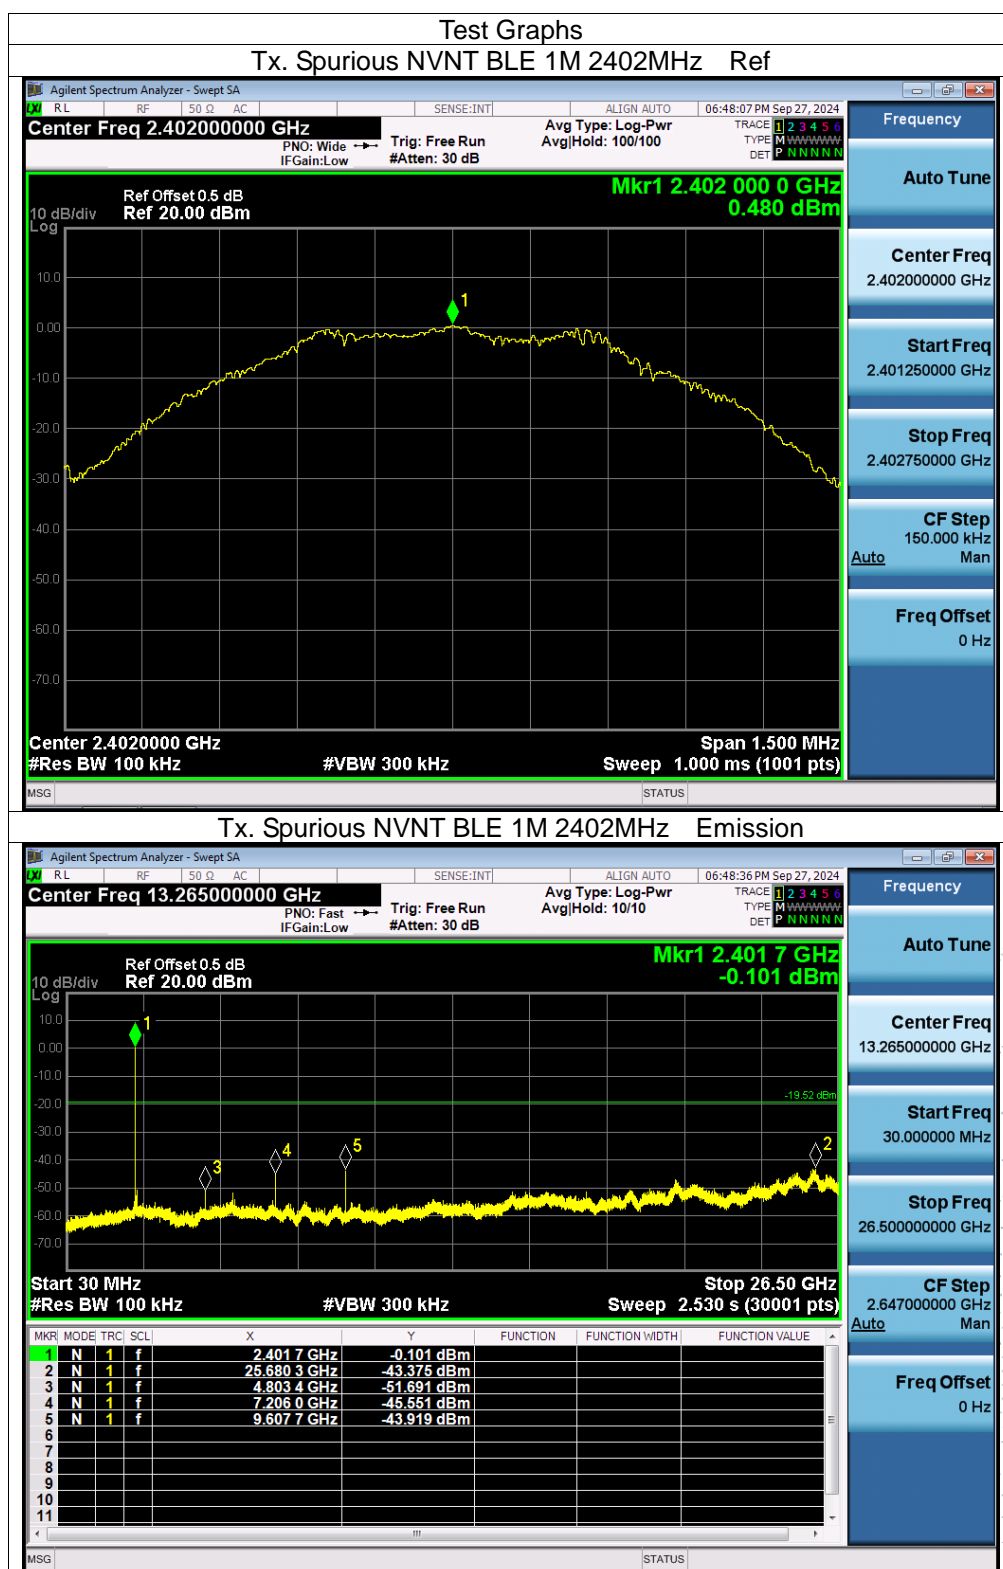 Test Graphs
Tx. Spurious NVNT BLE 1M 2402MHz Ref
Agilent Spectrum Analyzer - Swept SA
LXI RL RF 50 Ω AC SENSE:INT ALIGN AUTO 06:48:07 PM Sep 27, 2024
Center Freq 2.402000000 GHz
PNO: Wide
IFGain:Low
Trig: Free Run
#Atten: 30 dB
Avg Type: Log-Pwr
Avg|Hold: 100/100
TRACE 1 2 3 4 5 6
TYPE M WWWWW
DET P N N N N N
Frequency
Auto Tune
Center Freq
2.402000000 GHz
Start Freq
2.401250000 GHz
Stop Freq
2.402750000 GHz
CF Step
150.000 kHz
Auto Man
Freq Offset
0 Hz
Mkr1 2.402 000 0 GHz
0.480 dBm
Ref Offset 0.5 dB
10 dB/div Ref 20.00 dBm
Log
10.0
0.00
-10.0
-20.0
-30.0
-40.0
-50.0
-60.0
-70.0
1
Center 2.4020000 GHz Span 1.500 MHz
#Res BW 100 kHz #VBW 300 kHz Sweep 1.000 ms (1001 pts)
MSG STATUS
Tx. Spurious NVNT BLE 1M 2402MHz Emission
Agilent Spectrum Analyzer - Swept SA
LXI RL RF 50 Ω AC SENSE:INT ALIGN AUTO 06:48:36 PM Sep 27, 2024
Center Freq 13.265000000 GHz
PNO: Fast
IFGain:Low
Trig: Free Run
#Atten: 30 dB
Avg Type: Log-Pwr
Avg|Hold: 10/10
TRACE 1 2 3 4 5 6
TYPE M WWWWW
DET P N N N N N
Frequency
Auto Tune
Center Freq
13.265000000 GHz
Start Freq
30.000000 MHz
Stop Freq
26.500000000 GHz
CF Step
2.647000000 GHz
Auto Man
Freq Offset
0 Hz
Mkr1 2.401 7 GHz
-0.101 dBm
Ref Offset 0.5 dB
10 dB/div Ref 20.00 dBm
Log
10.0
0.00
-10.0
-20.0
-30.0
-40.0
-50.0
-60.0
-70.0
-19.52 dBm
1
3
4
5
2
Start 30 MHz Stop 26.50 GHz
#Res BW 100 kHz #VBW 300 kHz Sweep 2.530 s (30001 pts)
MKR MODE TRC SCL X Y FUNCTION FUNCTION WIDTH FUNCTION VALUE
1 N 1 f 2.401 7 GHz -0.101 dBm
2 N 1 f 25.680 3 GHz -43.375 dBm
3 N 1 f 4.803 4 GHz -51.691 dBm
4 N 1 f 7.206 0 GHz -45.551 dBm
5 N 1 f 9.607 7 GHz -43.919 dBm
6
7
8
9
10
11
MSG STATUS